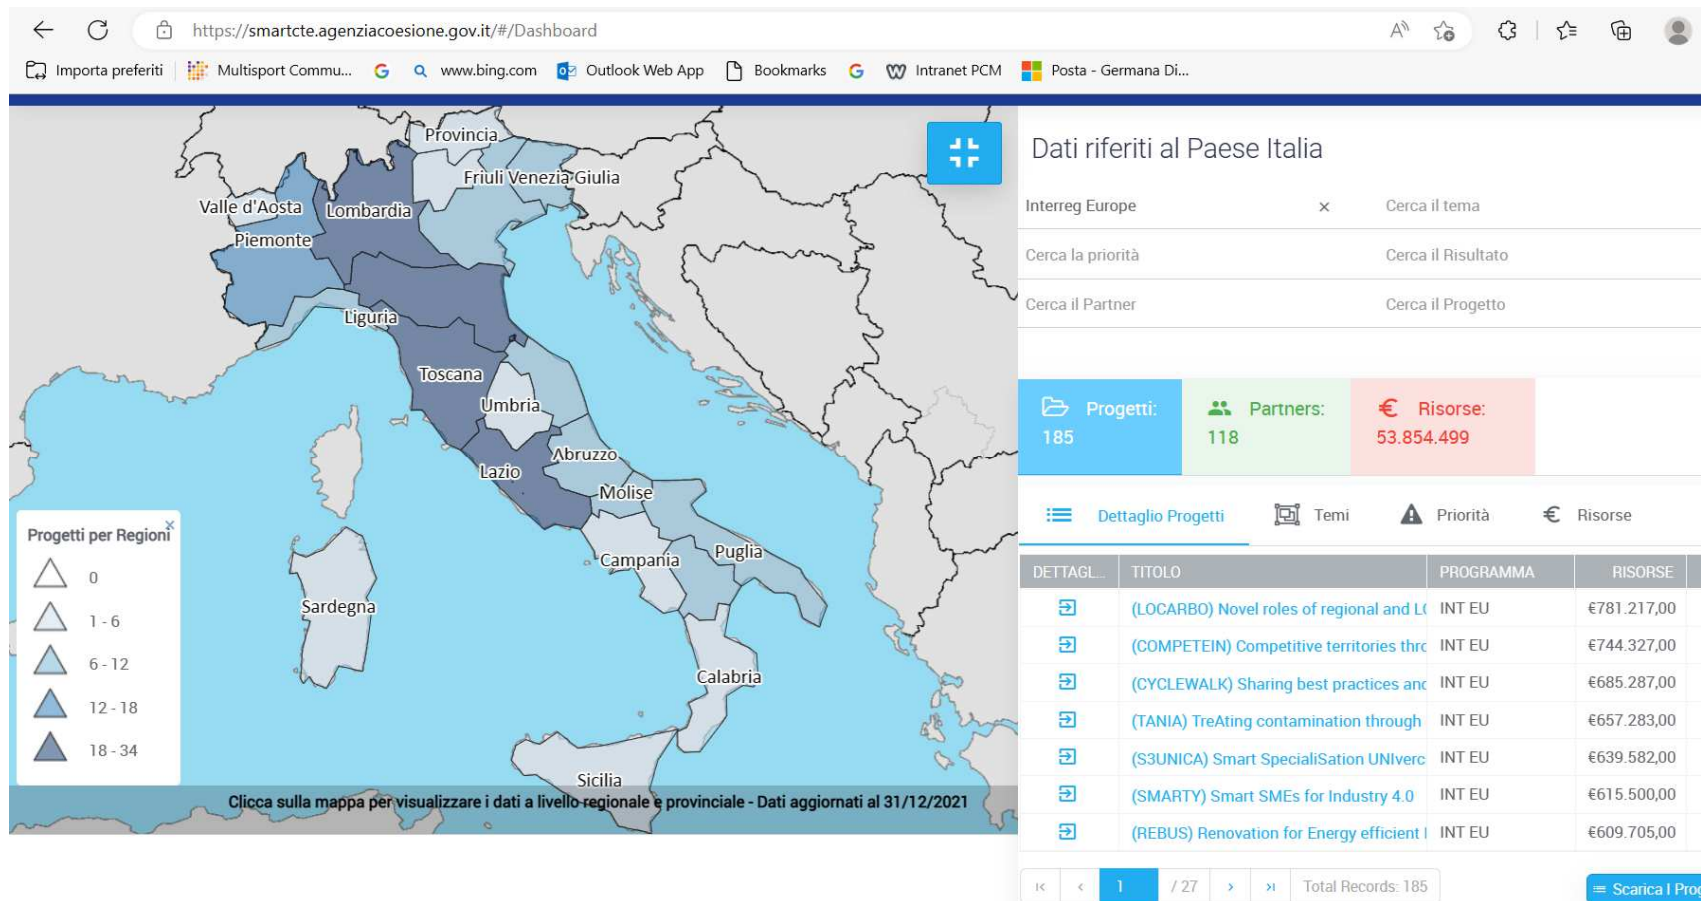 https://smartcte.agenziacoesione.gov.it/#/Dashboard
Importa preferiti
Multisport Commu...
www.bing.com
Outlook Web App
Bookmarks
Intranet PCM
Posta - Germana Di...
Provincia
Friuli Venezia Giulia
Valle d'Aosta
Lombardia
Piemonte
Liguria
Toscana
Umbria
Abruzzo
Lazio
Molise
Campania
Puglia
Sardegna
Calabria
Sicilia
Progetti per Regioni
0
1 - 6
6 - 12
12 - 18
18 - 34
Clicca sulla mappa per visualizzare i dati a livello regionale e provinciale - Dati aggiornati al 31/12/2021
Dati riferiti al Paese Italia
Interreg Europe × Cerca il tema
Cerca la priorità Cerca il Risultato
Cerca il Partner Cerca il Progetto
Progetti: 
185
Partners:
118
€ Risorse:
53.854.499
Dettaglio Progetti Temi Priorità € Risorse
DETTAGL... TITOLO PROGRAMMA RISORSE
(LOCARBO) Novel roles of regional and INT EU €781.217,00
(COMPETEIN) Competitive territories thro INT EU €744.327,00
(CYCLEWALK) Sharing best practices and INT EU €685.287,00
(TANIA) TreAting contamination through INT EU €657.283,00
(S3UNICA) Smart SpecialiSation UNIverc INT EU €639.582,00
(SMARTY) Smart SMEs for Industry 4.0 INT EU €615.500,00
(REBUS) Renovation for Energy efficient INT EU €609.705,00
1 / 27 Total Records: 185
Scarica I Prog